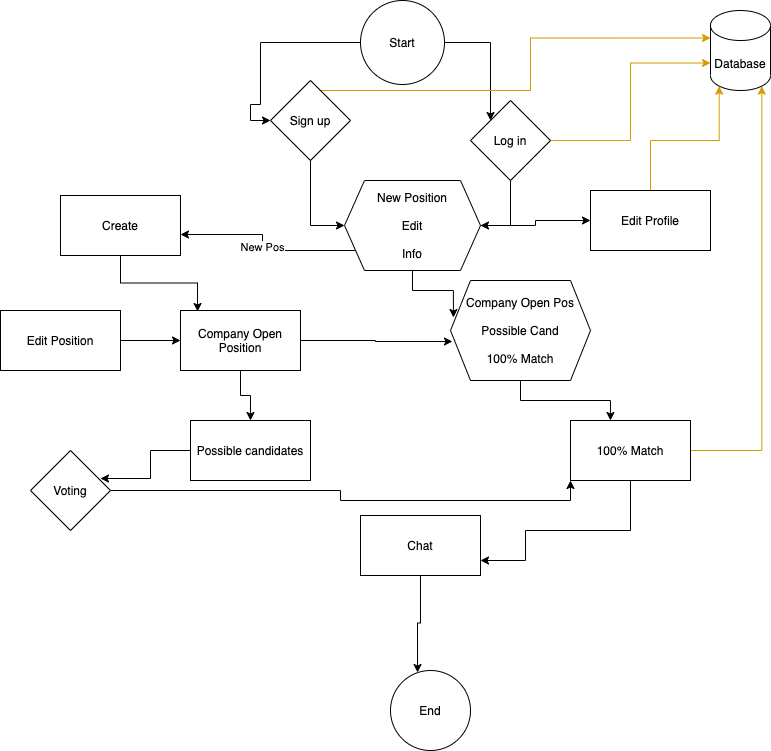 Start
Database
Sign up
Log in
New Position
Edit
Info
Create
Edit Profile
New Pos
Company Open Pos
Possible Cand
100% Match
Edit Position
Company Open
Position
Possible candidates
100% Match
Voting
Chat
End